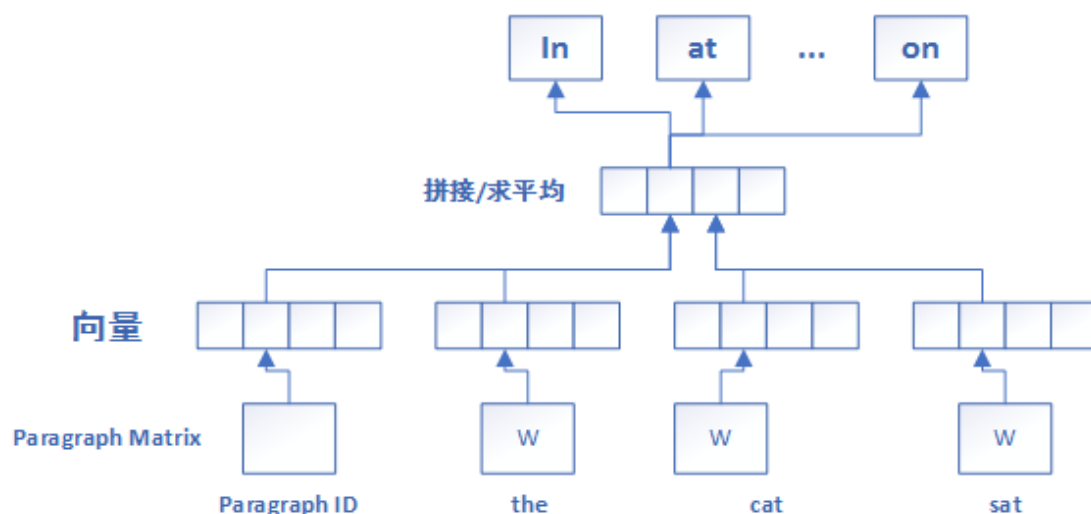 In at ... on
拼接/求平均
向量
Paragraph Matrix W W W
Paragraph ID the cat sat